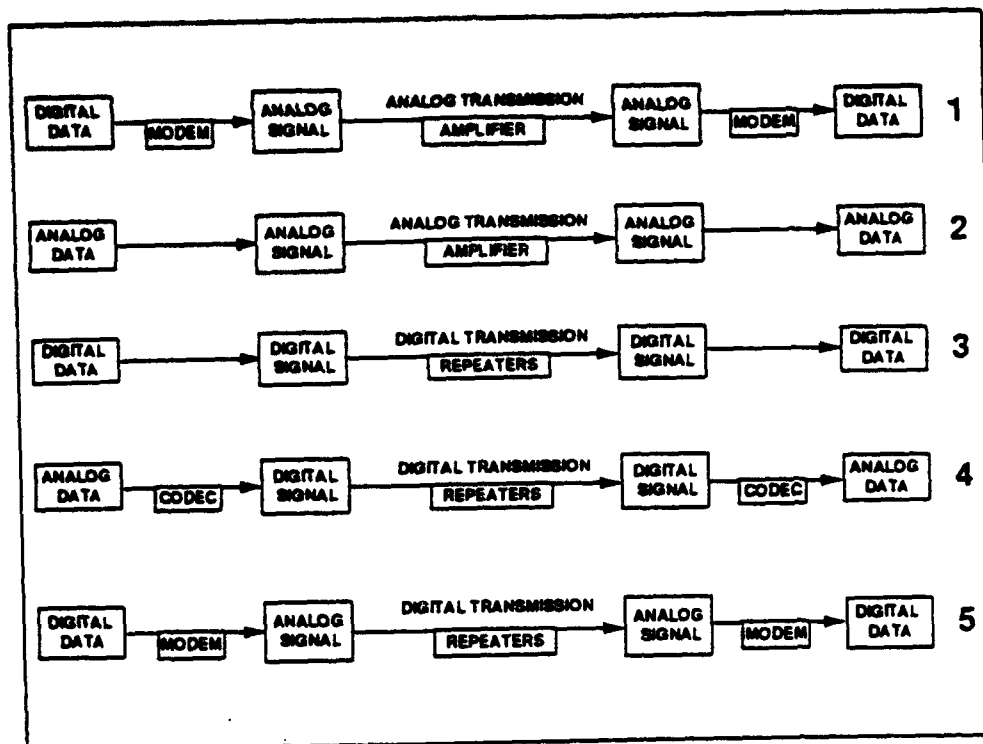 DIGITAL DATA
MODEM
ANALOG SIGNAL
ANALOG TRANSMISSION
AMPLIFIER
ANALOG SIGNAL
MODEM
DIGITAL DATA
1
ANALOG DATA
ANALOG SIGNAL
ANALOG TRANSMISSION
AMPLIFIER
ANALOG SIGNAL
ANALOG DATA
2
DIGITAL DATA
DIGITAL SIGNAL
DIGITAL TRANSMISSION
REPEATERS
DIGITAL SIGNAL
DIGITAL DATA
3
ANALOG DATA
CODEC
DIGITAL SIGNAL
DIGITAL TRANSMISSION
REPEATERS
DIGITAL SIGNAL
CODEC
ANALOG DATA
4
DIGITAL DATA
MODEM
ANALOG SIGNAL
DIGITAL TRANSMISSION
REPEATERS
ANALOG SIGNAL
MODEM
DIGITAL DATA
5